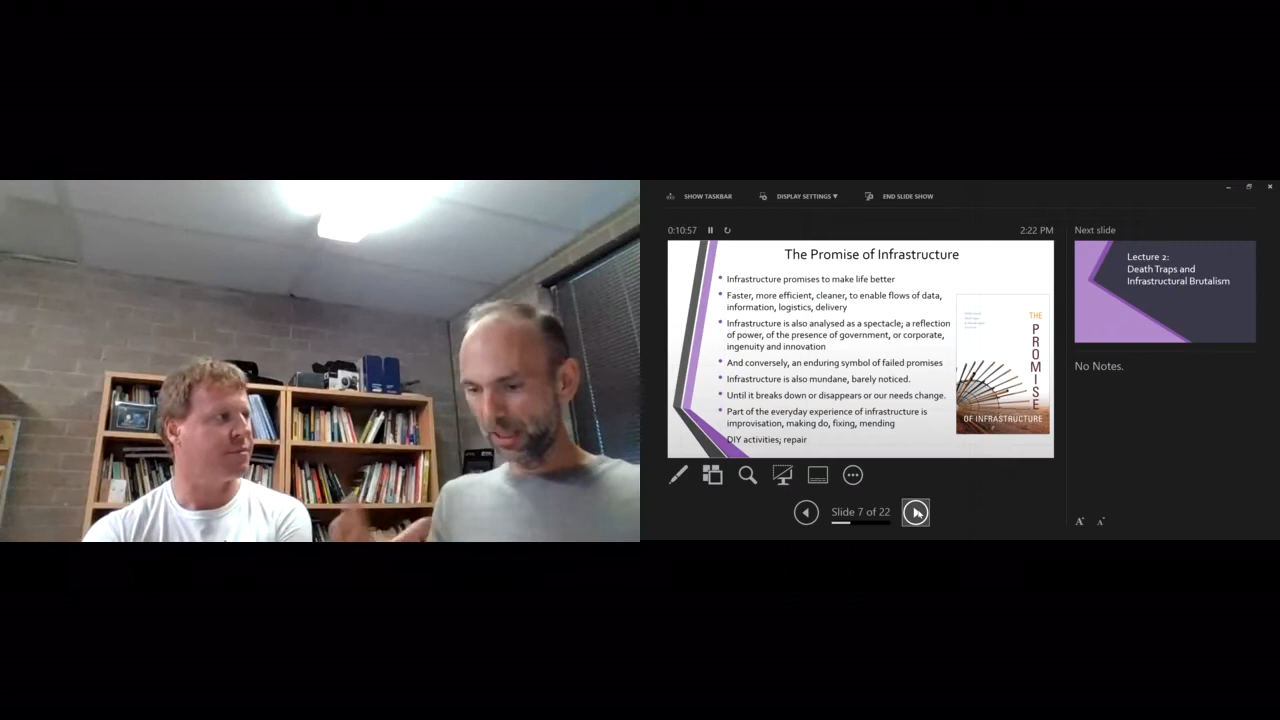 SHOW TASKBAR
DISPLAY SETTINGS ▼
END SLIDE SHOW
0:10:57
2:22 PM
The Promise of Infrastructure
• Infrastructure promises to make life better
• Faster, more efficient, cleaner, to enable flows of data,
information, logistics, delivery
• Infrastructure is also analysed as a spectacle; a reflection
of power, of the presence of government, or corporate,
ingenuity and innovation
• And conversely, an enduring symbol of failed promises
• Infrastructure is also mundane, barely noticed.
• Until it breaks down or disappears or our needs change.
• Part of the everyday experience of infrastructure is
improvisation, making do, fixing, mending
DIY activities; repair
THE
PROMISE
OF INFRASTRUCTURE
Slide 7 of 22
Next slide
Lecture 2:
Death Traps and
Infrastructural Brutalism
No Notes.
A A